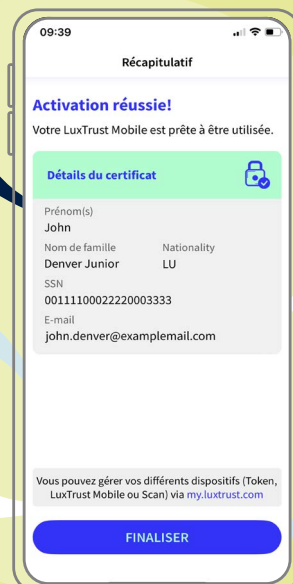 09:39
Récapitulatif
Activation réussie!
Votre LuxTrust Mobile est prête à être utilisée.
Détails du certificat
Prénom(s)
John
Nom de famille Nationality
Denver Junior LU
SSN
00111100022220003333
E-mail
john.denver@examplemail.com
Vous pouvez gérer vos différents dispositifs (Token,
LuxTrust Mobile ou Scan) via my.luxtrust.com
FINALISER